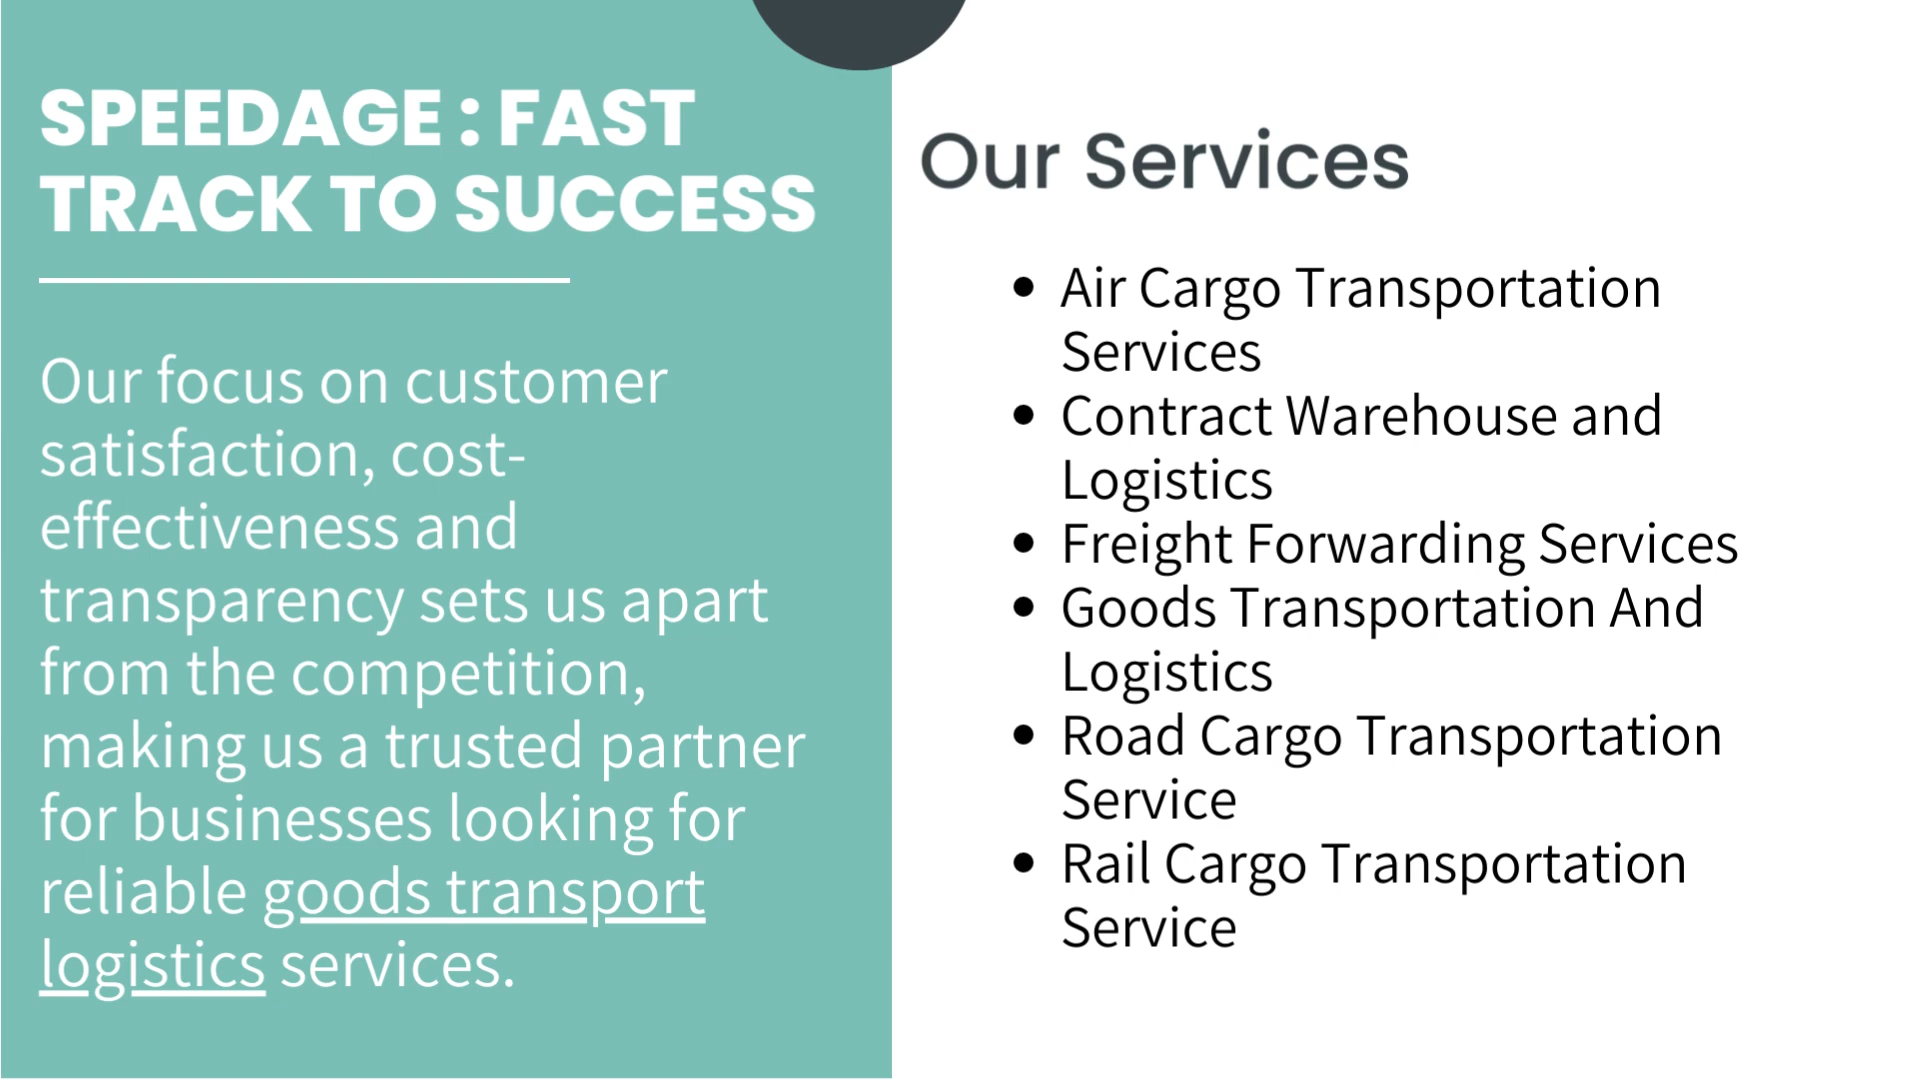 SPEEDAGE : FAST
TRACK TO SUCCESS
Our focus on customer
satisfaction, cost-
effectiveness and
transparency sets us apart
from the competition,
making us a trusted partner
for businesses looking for
reliable goods transport
logistics services.
Our Services
• Air Cargo Transportation
Services
• Contract Warehouse and
Logistics
• Freight Forwarding Services
• Goods Transportation And
Logistics
• Road Cargo Transportation
Service
• Rail Cargo Transportation
Service